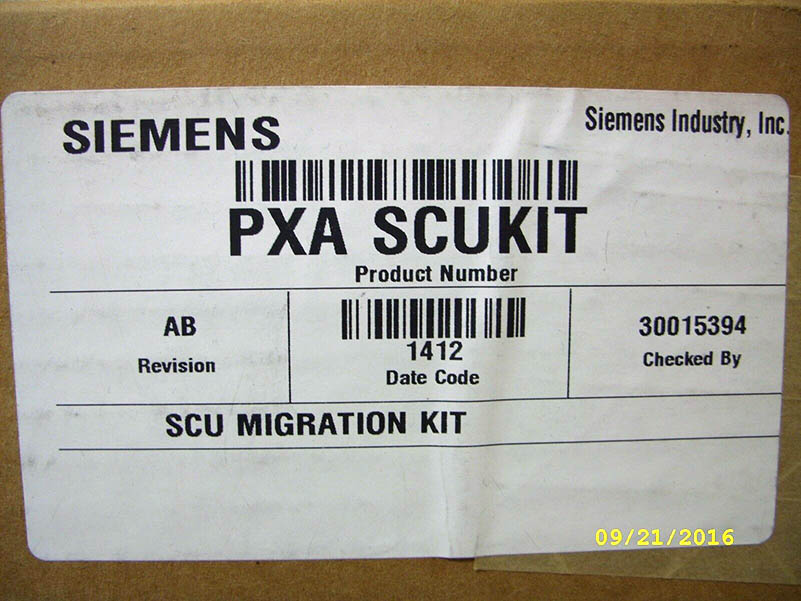 SIEMENS
Siemens Industry, Inc.
PXA SCUKIT
Product Number
AB
Revision
1412
Date Code
30015394
Checked By
SCU MIGRATION KIT
09/21/2016